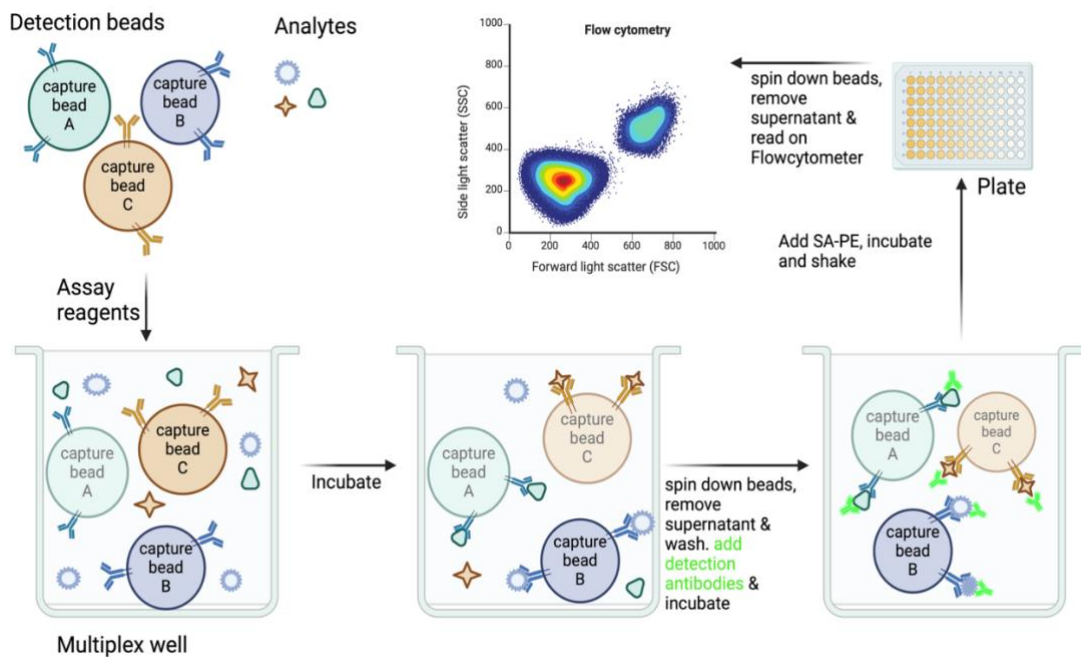 Detection beads
Analytes
capture
bead
A
capture
bead
B
capture
bead
C
Flow cytometry
1000
800
600
400
200
0
Side light scatter (SSC)
0
200
400
600
800
1000
Forward light scatter (FSC)
spin down beads,
remove
supernatant &
read on
Flowcytometer
Plate
Add SA-PE, incubate
and shake
Assay
reagents
capture
bead
A
capture
bead
C
capture
bead
B
Multiplex well
Incubate
capture
bead
A
capture
bead
C
capture
bead
B
spin down beads,
remove
supernatant &
wash. add
detection
antibodies &
incubate
capture
bead
A
capture
bead
C
capture
bead
B